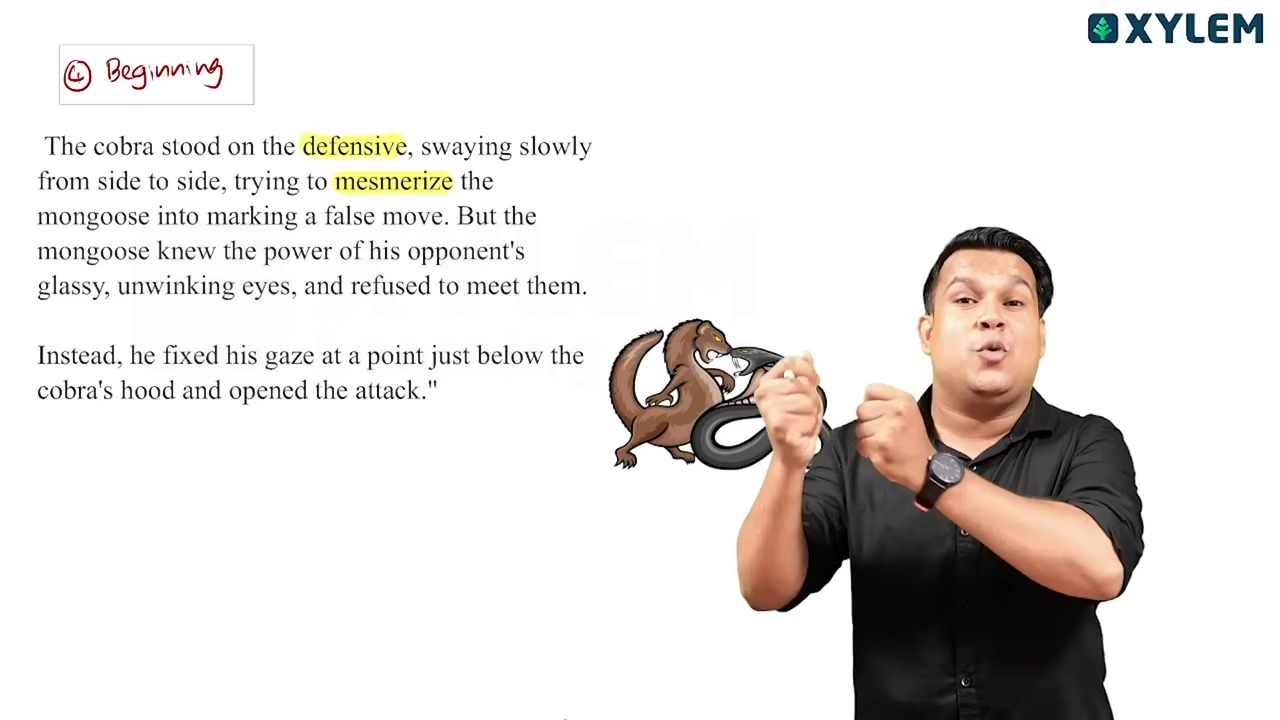 XYLEM
④ Beginning
The cobra stood on the defensive, swaying slowly
from side to side, trying to mesmerize the
mongoose into marking a false move. But the
mongoose knew the power of his opponent's
glassy, unwinking eyes, and refused to meet them.
Instead, he fixed his gaze at a point just below the
cobra's hood and opened the attack."